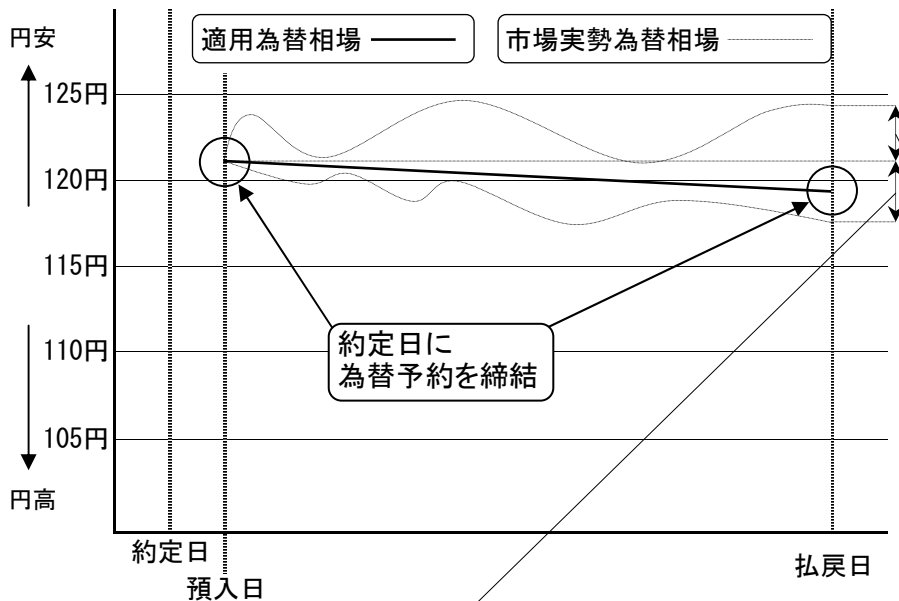 円安
適用為替相場
市場実勢為替相場
125円
120円
115円
110円
105円
円高
約定日に
為替予約を締結
約定日
預入日
払戻日